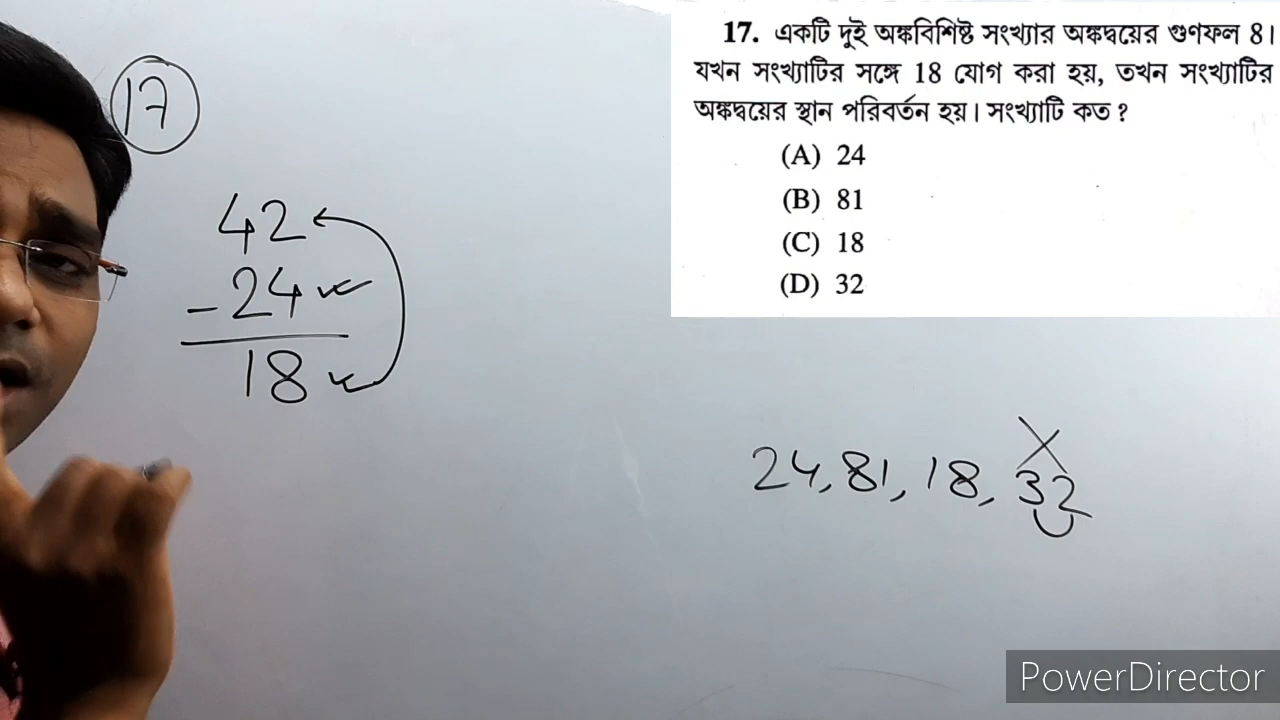 17
42
-24
18
17. একটি দুই অঙ্কবিশিষ্ট সংখ্যার অঙ্কদ্বয়ের গুণফল 8।
যখন সংখ্যাটির সঙ্গে 18 যোগ করা হয়, তখন সংখ্যাটির
অঙ্কদ্বয়ের স্থান পরিবর্তন হয়। সংখ্যাটি কত ?
(A) 24
(B) 81
(C) 18
(D) 32
24, 81, 18, 32
PowerDirector